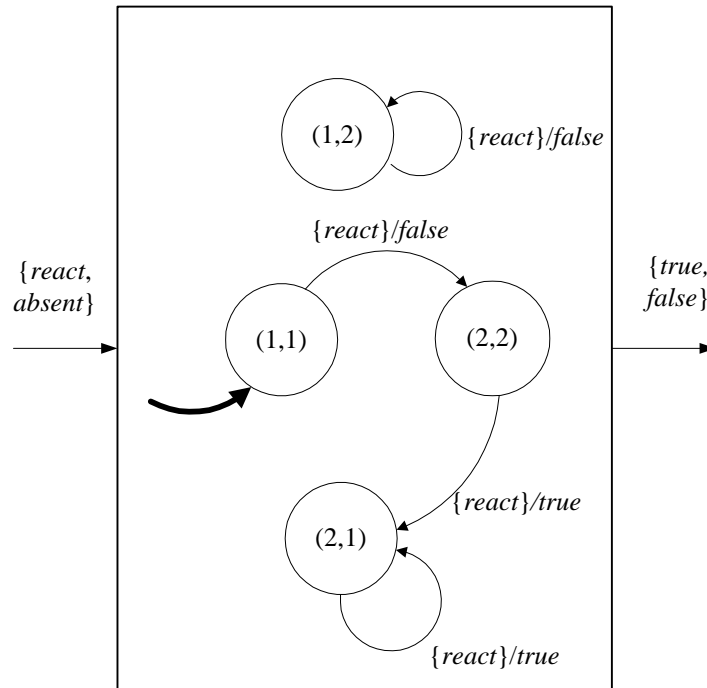 (1,2)
{react}/false
{react}/false
{react,
absent}
{true,
false}
(1,1)
(2,2)
{react}/true
(2,1)
{react}/true